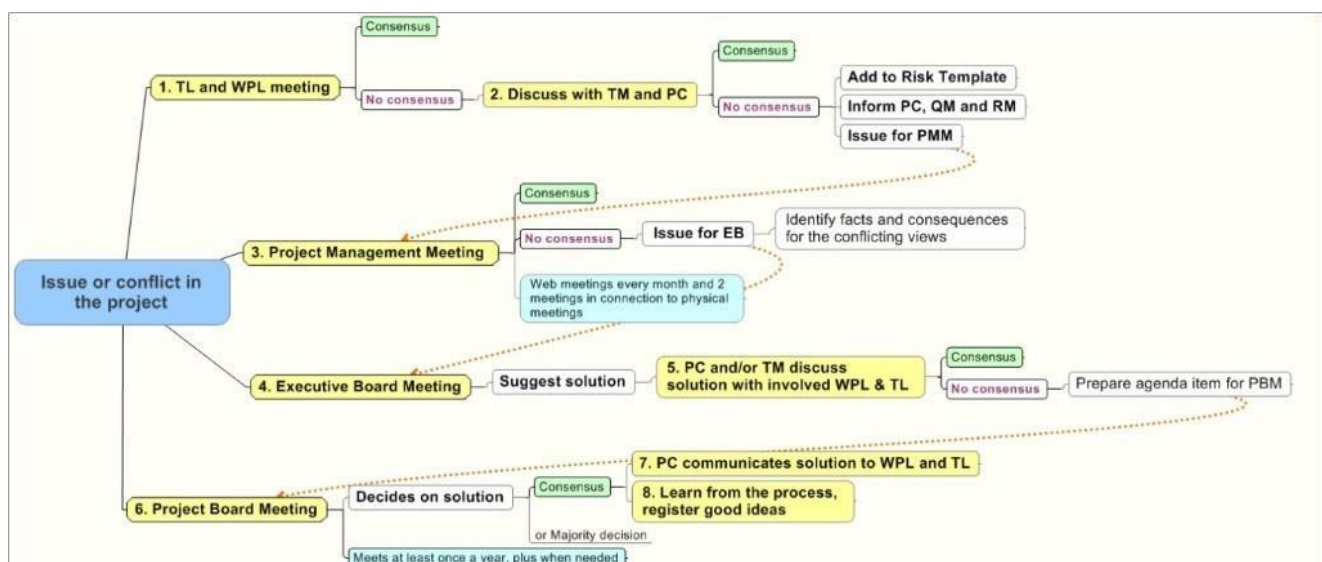 Consensus
1. TL and WPL meeting
No consensus
2. Discuss with TM and PC
Consensus
No consensus
Add to Risk Template
Inform PC, QM and RM
Issue for PMM
Issue or conflict in
the project
3. Project Management Meeting
Consensus
No consensus
Issue for EB
Identify facts and consequences
for the conflicting views
Web meetings every month and 2
meetings in connection to physical
meetings
4. Executive Board Meeting
Suggest solution
5. PC and/or TM discuss
solution with involved WPL & TL
Consensus
No consensus
Prepare agenda item for PBM
6. Project Board Meeting
Decides on solution
Consensus
7. PC communicates solution to WPL and TL
8. Learn from the process,
register good ideas
or Majority decision
Meets at least once a year, plus when needed